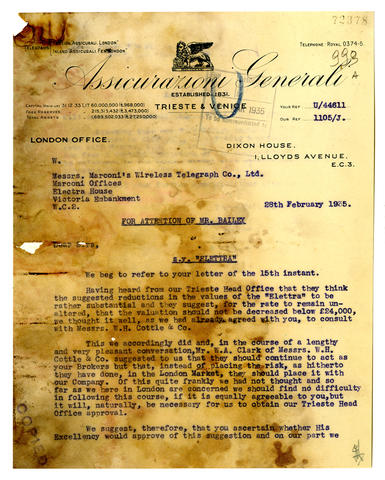 72378
TELEPHONE: ROYAL 0374-5.
Assicurazioni Generali
ESTABLISHED 1831.
TRIESTE & VENICE
1935
CAPITAL
FREE RESERVES
TOTAL ASSETS
YOUR REF U/44611
OUR REF 1105/3.
LONDON OFFICE.
DIXON HOUSE,
1, LLOYDS AVENUE,
E.C.3.
W.
Messrs. Marconi's Wireless Telegraph Co., Ltd.
Marconi Offices
Electra House
Victoria Embankment
W.C.2.
28th February 1935.
FOR ATTENTION OF MR. BAILEY
Dear Sirs,
s.y. "ELETTRA"
We beg to refer to your letter of the 15th instant.
Having heard from our Trieste Head Office that they think
the suggested reductions in the values of the "Elettra" to be
rather substantial and they suggest, for the rate to remain un-
altered, that the valuation should not be decreased below £24,000,
we thought it well, as we had already agreed with you, to consult
with Messrs. W.H. Cottle & Co.
This we accordingly did and, in the course of a lengthy
and very pleasant conversation, Mr. W.A. Clark of Messrs. W.H.
Cottle & Co. suggested to us that they should continue to act as
your Brokers but that, instead of placing the risk, as hitherto
they have done, in the London Market, they should place it with
our Company. Of this quite frankly we had not thought and so
far as we here in London are concerned we should find no difficulty
in following this course, if it is equally agreeable to you, but
it will, naturally, be necessary for us to obtain our Trieste Head
Office approval.
We suggest, therefore, that you ascertain whether His
Excellency would approve of this suggestion and on our part we